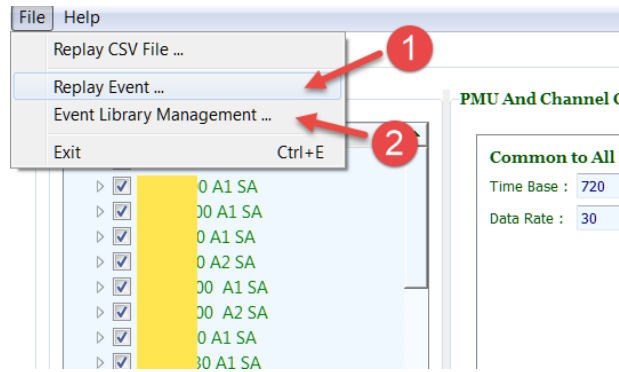 File Help
Replay CSV File ...
1
Replay Event ...
PMU And Channel
Event Library Management ...
2
Exit Ctrl+E
Common to All
0 A1 SA
Time Base : 720
00 A1 SA
Data Rate : 30
0 A1 SA
0 A2 SA
00 A1 SA
00 A2 SA
0 A1 SA
30 A1 SA